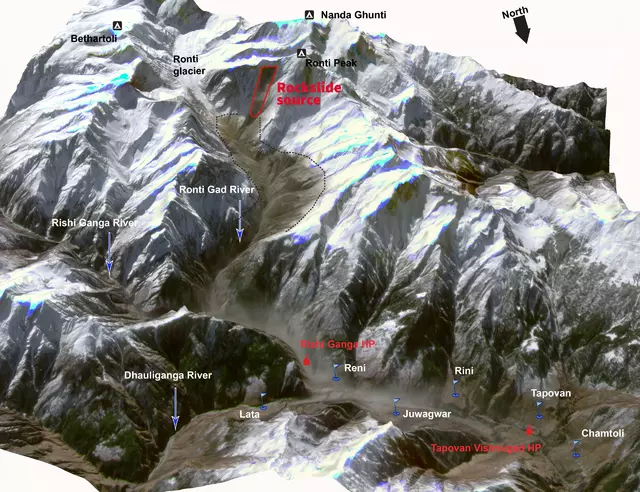 North
Nanda Ghunti
Bethartoli
Ronti
glacier
Ronti Peak
Rockslide
source
Ronti Gad River
Rishi Ganga River
Rishi Ganga HP
Reni
Dhauliganga River
Rini
Tapovan
Lata
Juwagwar
Chamtoli
Tapovan Vishnugad HP